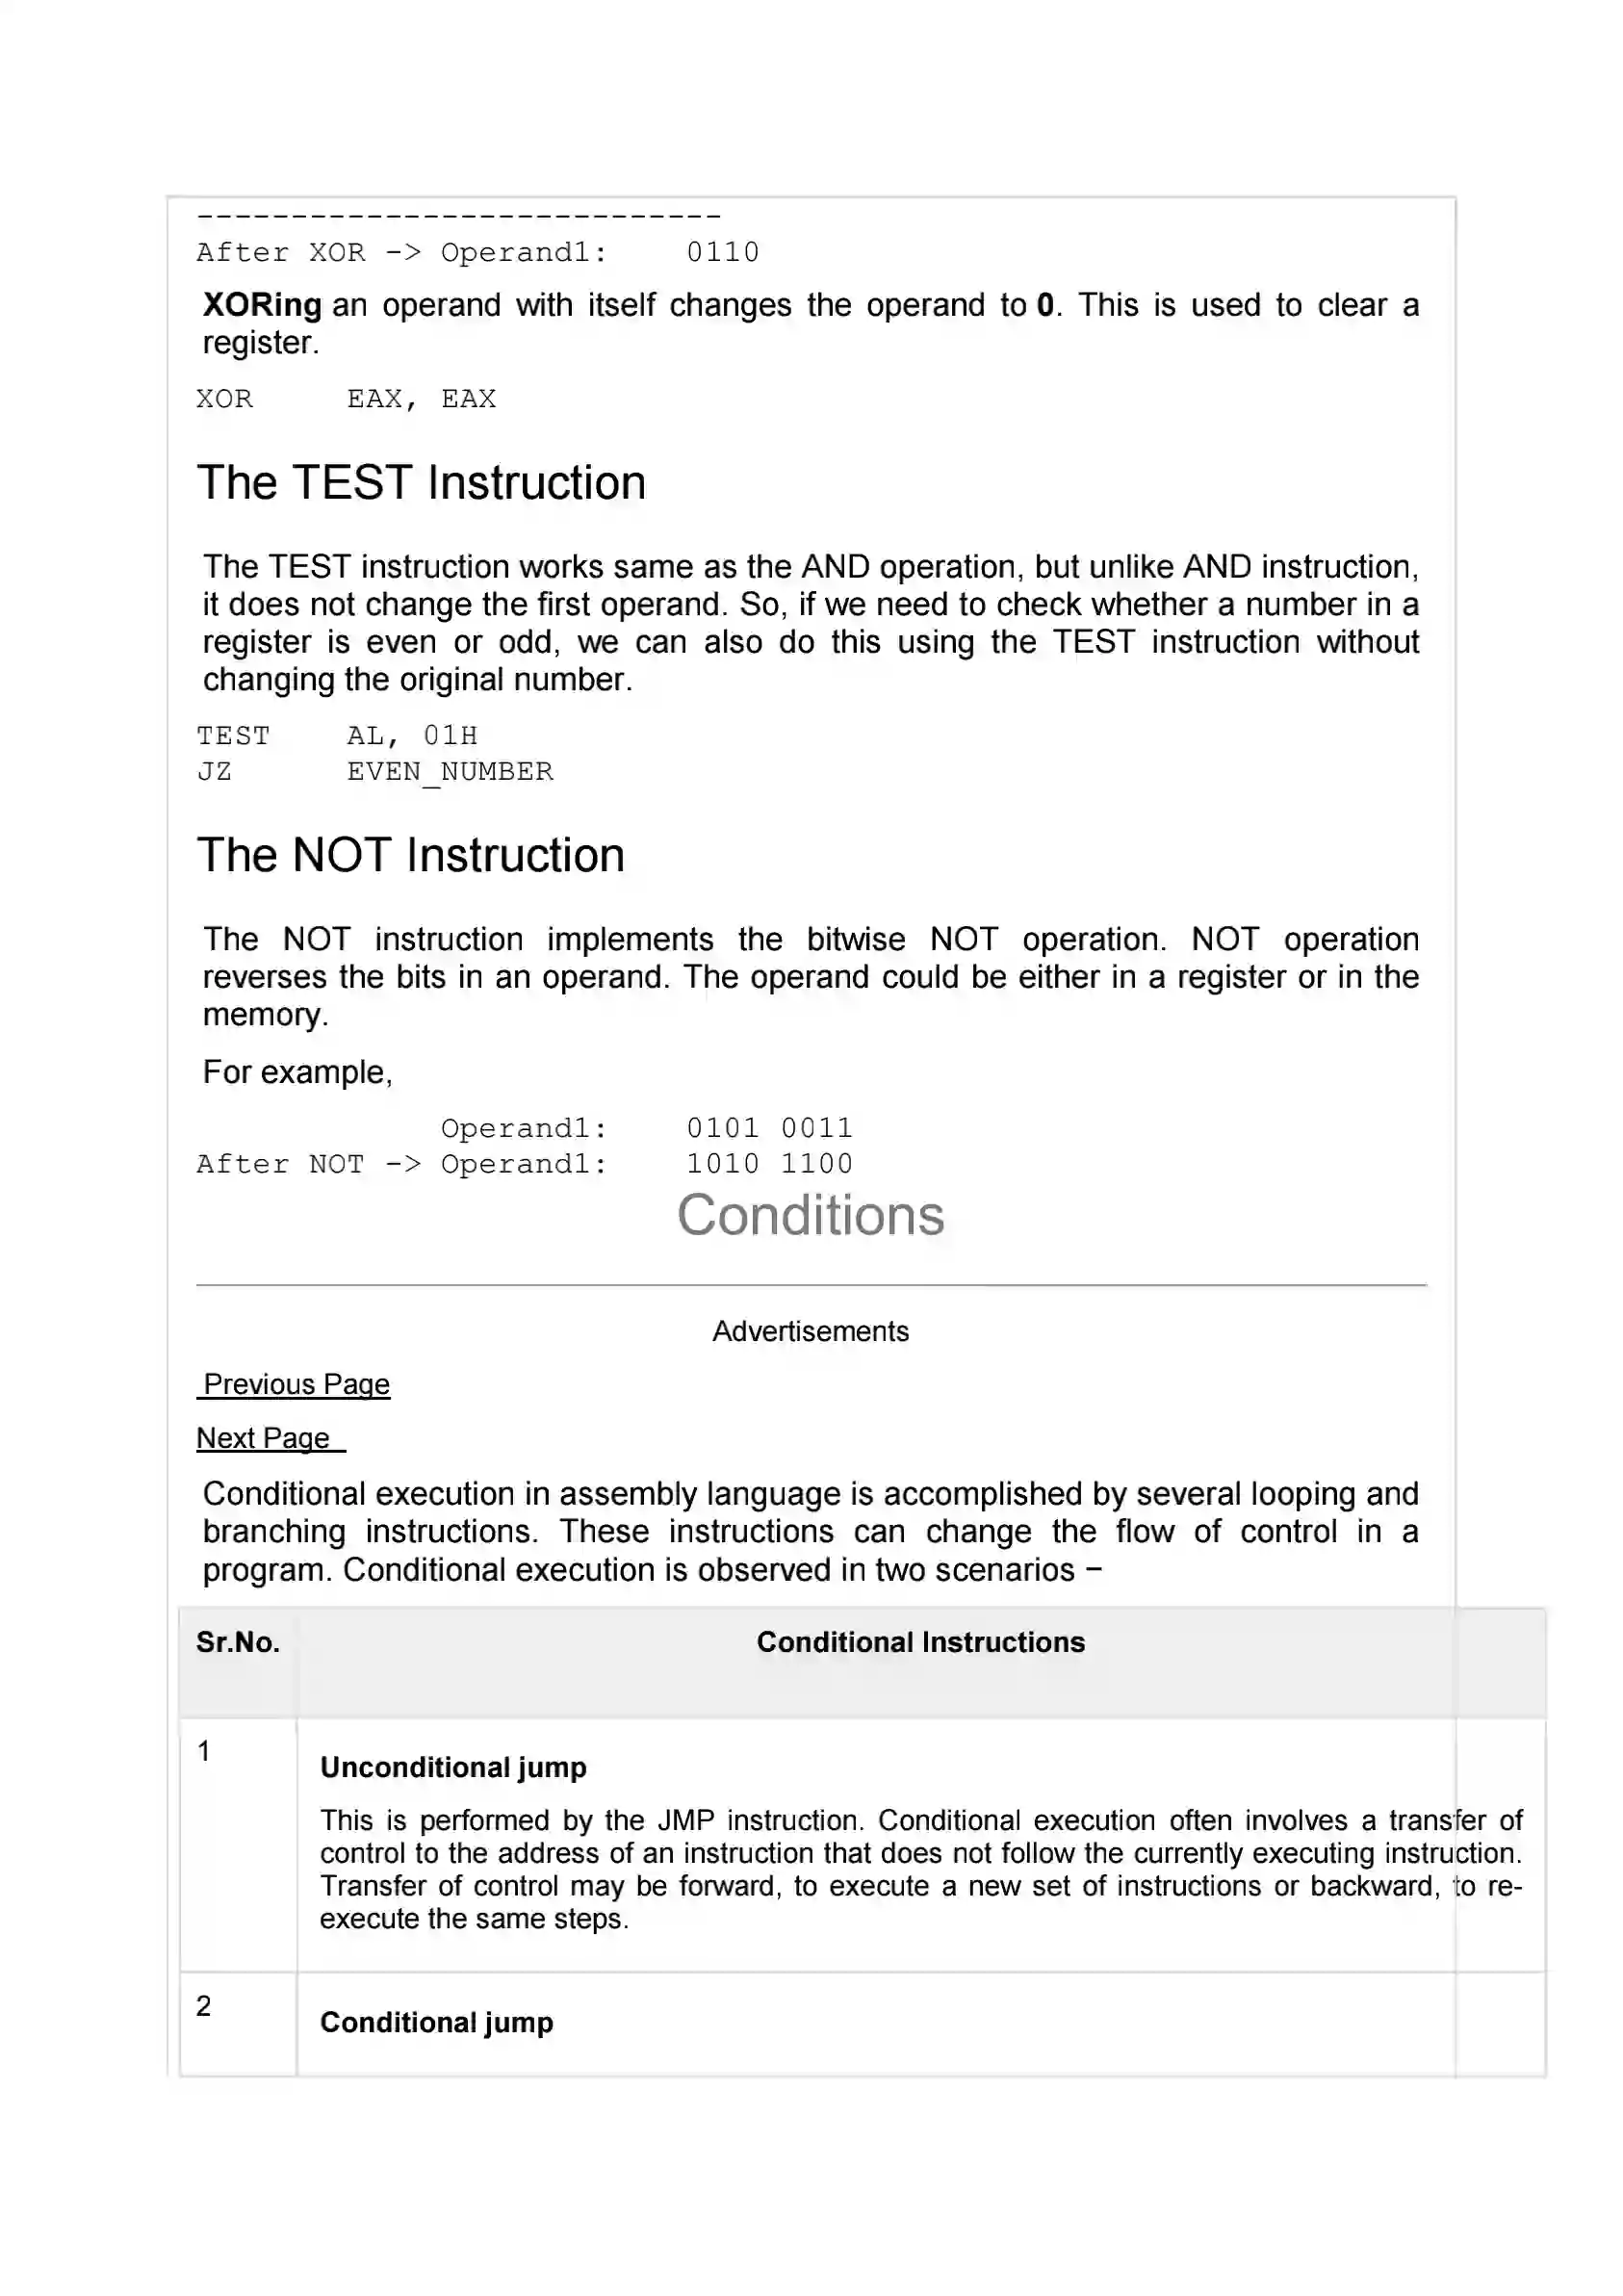 ----------------------------
After XOR -> Operand1:    0110
XORing an operand with itself changes the operand to 0. This is used to clear a
register.
XOR     EAX, EAX
The TEST Instruction
The TEST instruction works same as the AND operation, but unlike AND instruction,
it does not change the first operand. So, if we need to check whether a number in a
register is even or odd, we can also do this using the TEST instruction without
changing the original number.
TEST    AL, 01H
JZ      EVEN_NUMBER
The NOT Instruction
The NOT instruction implements the bitwise NOT operation. NOT operation
reverses the bits in an operand. The operand could be either in a register or in the
memory.
For example,
             Operand1:    0101 0011
After NOT -> Operand1:    1010 1100
Conditions
Advertisements
Previous Page
Next Page
Conditional execution in assembly language is accomplished by several looping and
branching instructions. These instructions can change the flow of control in a
program. Conditional execution is observed in two scenarios −
Sr.No. Conditional Instructions
1
Unconditional jump
This is performed by the JMP instruction. Conditional execution often involves a transfer of
control to the address of an instruction that does not follow the currently executing instruction.
Transfer of control may be forward, to execute a new set of instructions or backward, to re-
execute the same steps.
2
Conditional jump